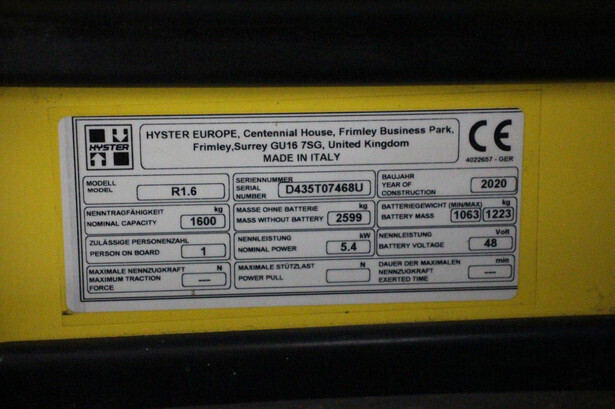 HYSTER
HYSTER EUROPE, Centennial House, Frimley Business Park,
Frimley,Surrey GU16 7SG, United Kingdom
MADE IN ITALY
CE
4022657 - GER
MODELL
MODEL
R1.6
SERIENNUMMER
SERIAL
NUMBER
D435T07468U
BAUJAHR
YEAR OF
CONSTRUCTION
2020
NENNTRAGFÄHIGKEIT kg
NOMINAL CAPACITY 1600
MASSE OHNE BATTERIE kg
MASS WITHOUT BATTERY 2599
BATTERIEGEWICHT (MIN/MAX) kg
BATTERY MASS 1063 1223
ZULÄSSIGE PERSONENZAHL
PERSON ON BOARD 1
NENNLEISTUNG kW
NOMINAL POWER 5.4
NENNLEISTUNG Volt
BATTERY VOLTAGE 48
MAXIMALE NENNZUGKRAFT N
MAXIMUM TRACTION ----
FORCE
MAXIMALE STÜTZLAST N
POWER PULL
DAUER DER MAXIMALEN min
NENNZUGKRAFT ----
EXERTED TIME